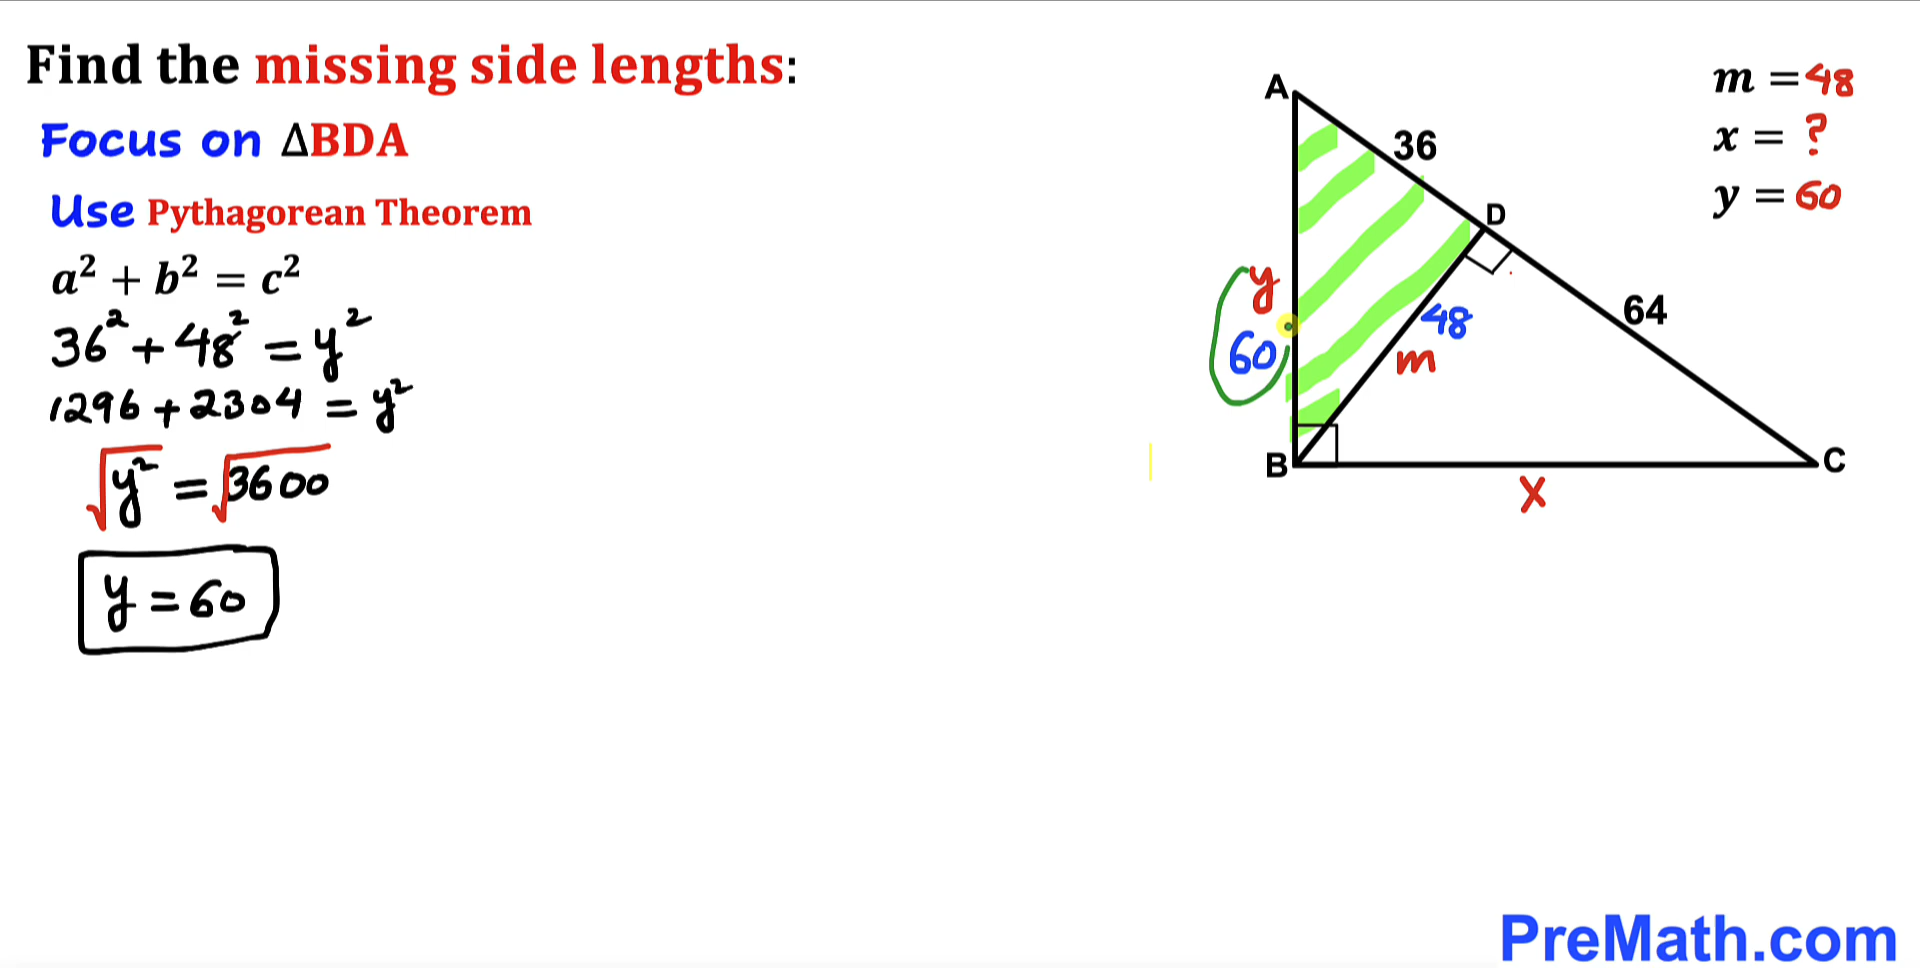 Find the missing side lengths:
Focus on ΔBDA
Use Pythagorean Theorem
a² + b² = c²
36² + 48² = y²
1296 + 2304 = y²
√y² = √3600
y = 60
A
36
D
y
60
48
m
64
B
C
x
m = 48
x = ?
y = 60
PreMath.com